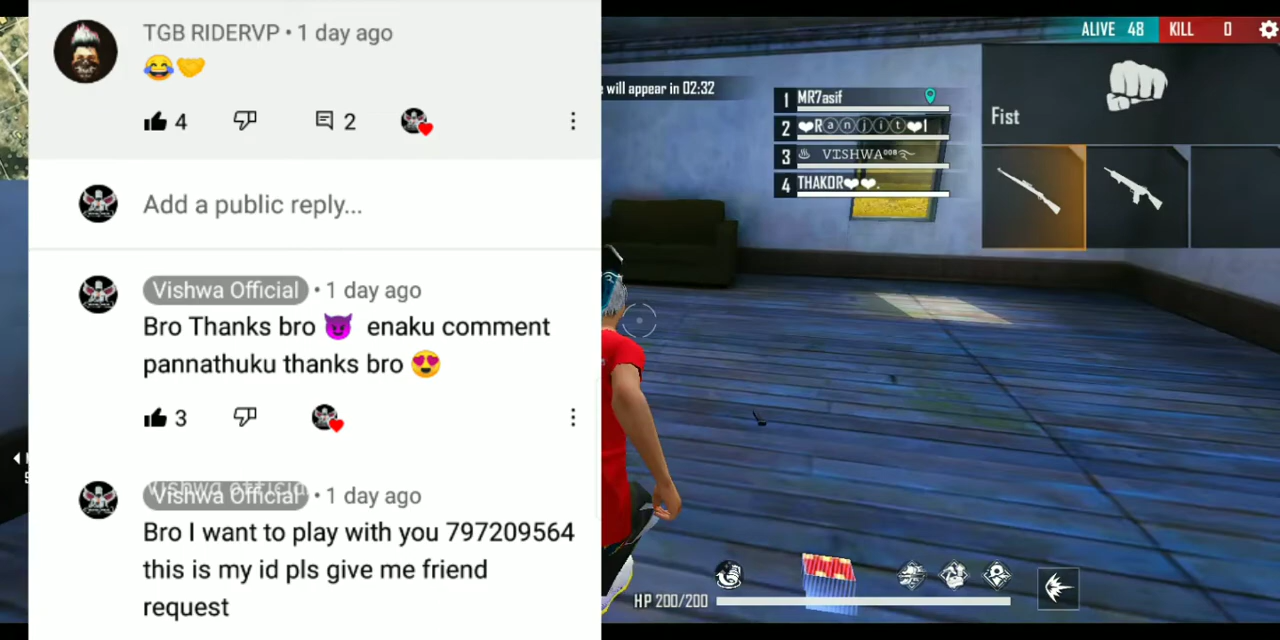 TGB RIDERVP • 1 day ago
😂🤝
4
2
Add a public reply...
Vishwa Official • 1 day ago
Bro Thanks bro 😈 enaku comment
pannathuku thanks bro 😍
3
Vishwa Official • 1 day ago
Bro I want to play with you 797209564
this is my id pls give me friend
request
ALIVE 48 KILL 0
will appear in 02:32
1 MR7asif
2 ❤Rⓐⓝⓙⓘⓣ❤
3 ♨ VISHWA⁰⁰⁸
4 THAKOR❤❤.
Fist
HP 200/200